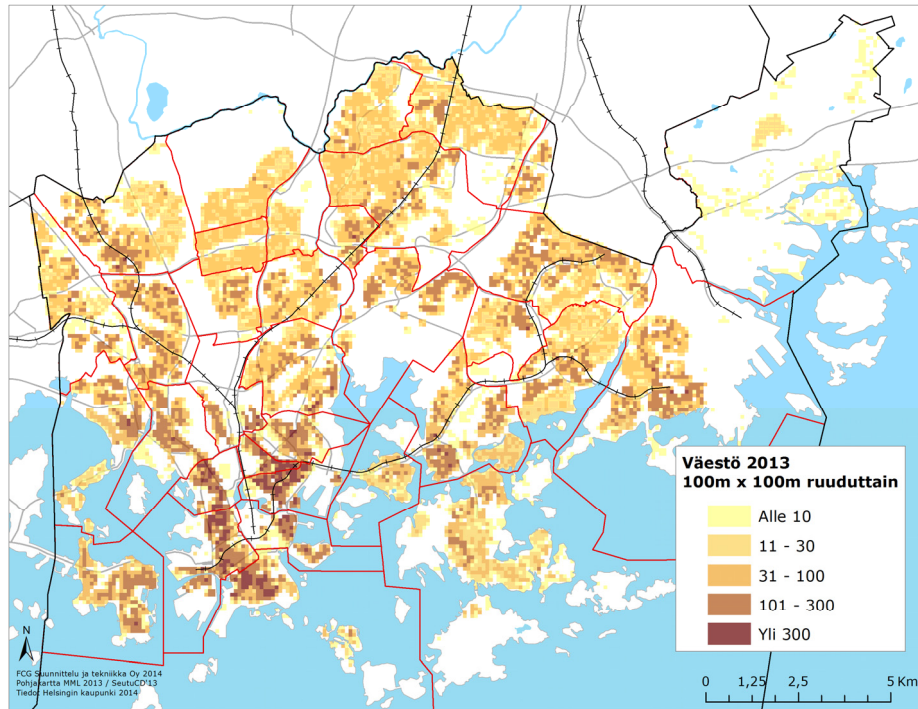 Väestö 2013
100m x 100m ruuduttain
Alle 10
11 - 30
31 - 100
101 - 300
Yli 300
N
FCG Suunnittelu ja tekniikka Oy 2014
Pohjakartta MML 2013 / SeutuCD'13
Tiedot Helsingin kaupunki 2014
0 1,25 2,5 5 Km